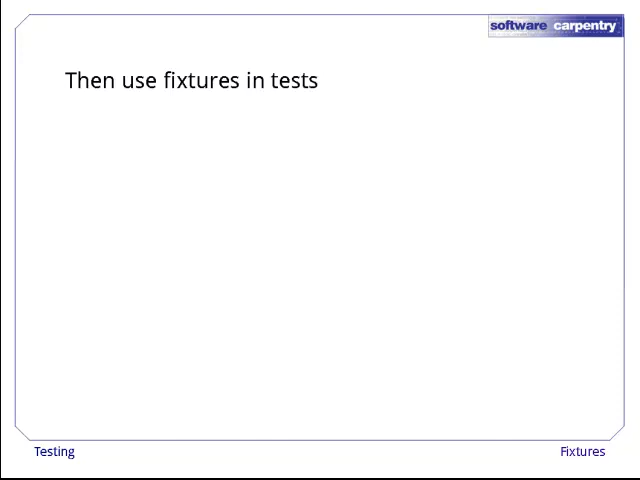 software carpentry
Then use fixtures in tests
Testing
Fixtures